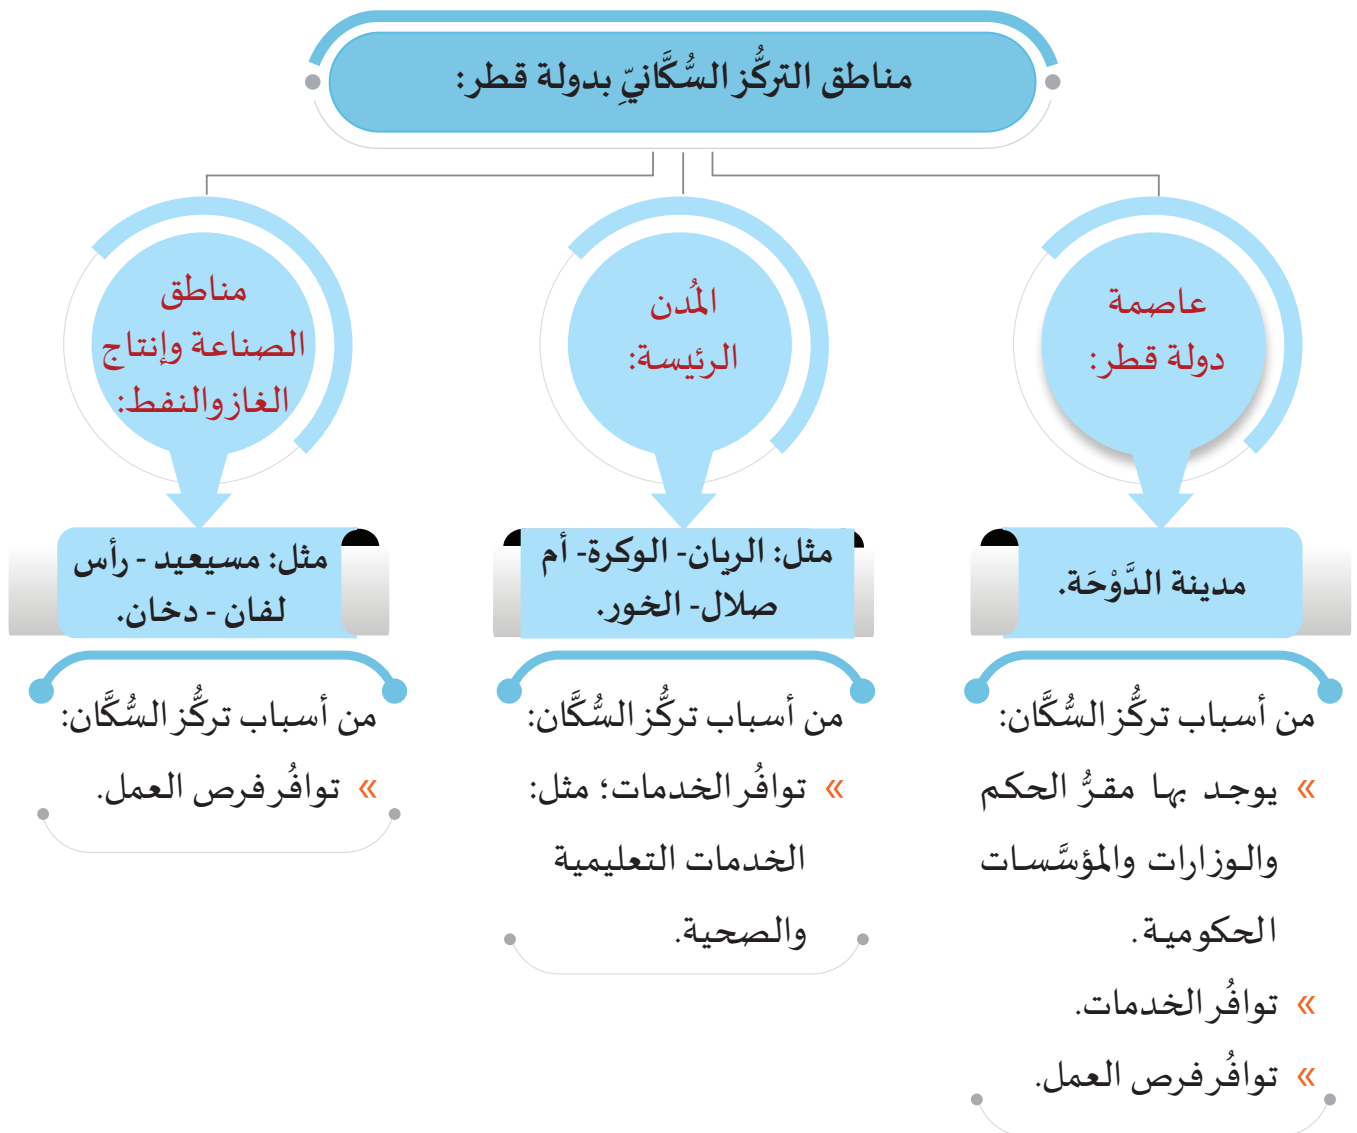 مناطق التركُّز السُّكَّانيِّ بدولة قطر:
عاصمة
دولة قطر:
مدينة الدَّوْحَة.
من أسباب تركُّز السُّكَّان:
» يوجد بها مقرُّ الحكم
والوزارات والمؤسَّسات
الحكومية.
» توافُر الخدمات.
» توافُر فرص العمل.
المُدن
الرئيسة:
مثل: الريان- الوكرة- أم
صلال- الخور.
من أسباب تركُّز السُّكَّان:
» توافُر الخدمات؛ مثل:
الخدمات التعليمية
والصحية.
مناطق
الصناعة وإنتاج
الغاز والنفط:
مثل: مسيعيد - رأس
لفان - دخان.
من أسباب تركُّز السُّكَّان:
» توافُر فرص العمل.